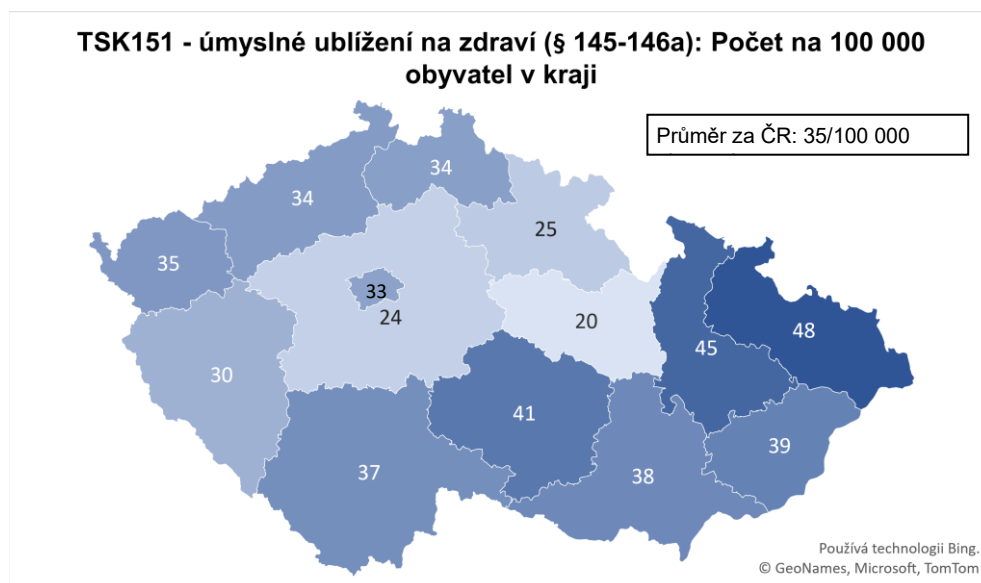 TSK151 - úmyslné ublížení na zdraví (§ 145-146a): Počet na 100 000
obyvatel v kraji
Průměr za ČR: 35/100 000
34
34
25
35
33
24
20
48
45
30
41
39
37
38
Používá technologii Bing.
© GeoNames, Microsoft, TomTom